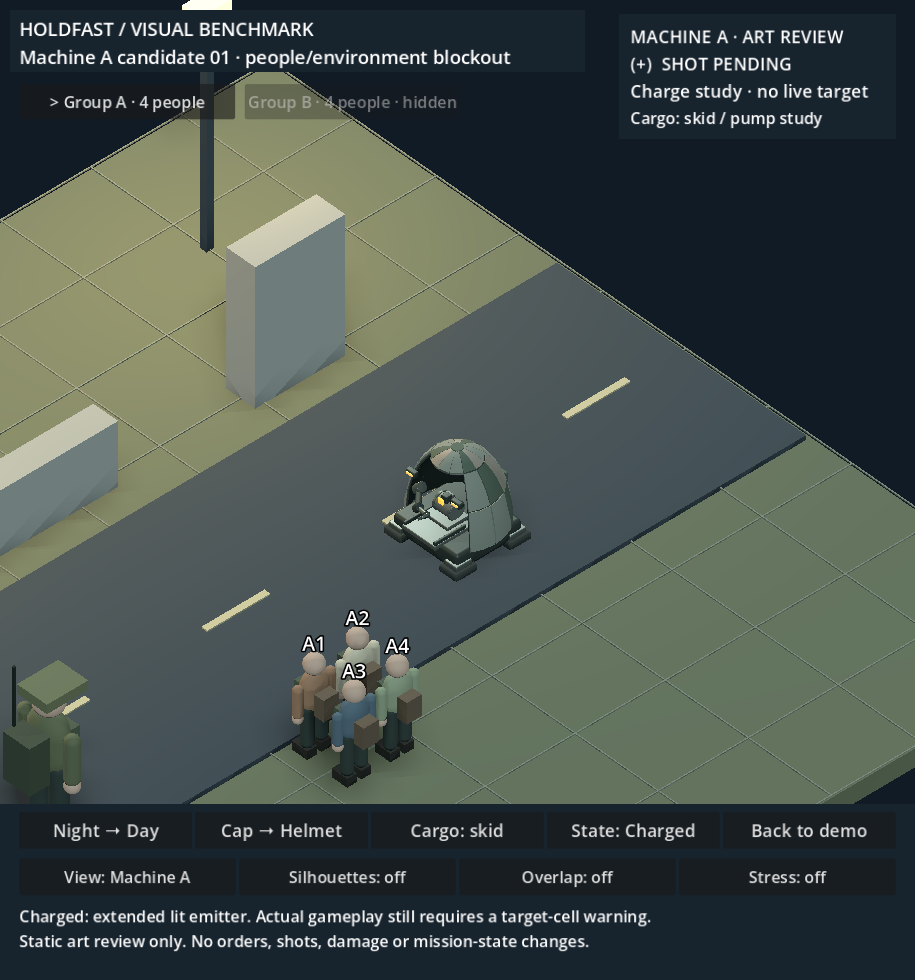 HOLDFAST / VISUAL BENCHMARK
Machine A candidate 01 · people/environment blockout
MACHINE A · ART REVIEW
(+) SHOT PENDING
Charge study · no live target
Cargo: skid / pump study
> Group A · 4 people
Group B · 4 people · hidden
A2
A1
A4
A3
Night → Day
Cap → Helmet
Cargo: skid
State: Charged
Back to demo
View: Machine A
Silhouettes: off
Overlap: off
Stress: off
Charged: extended lit emitter. Actual gameplay still requires a target-cell warning.
Static art review only. No orders, shots, damage or mission-state changes.